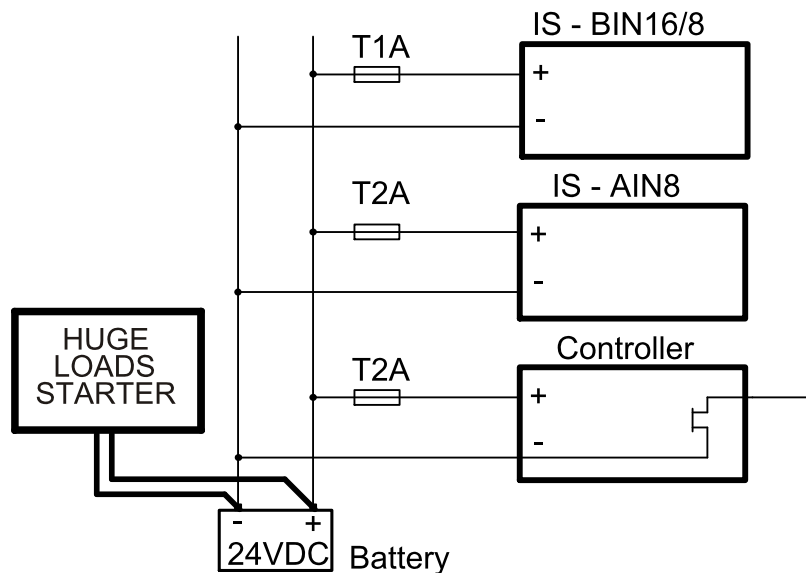 IS - BIN16/8
T1A
+
-
IS - AIN8
T2A
+
-
HUGE
LOADS
STARTER
Controller
T2A
+
-
- +
24VDC
Battery